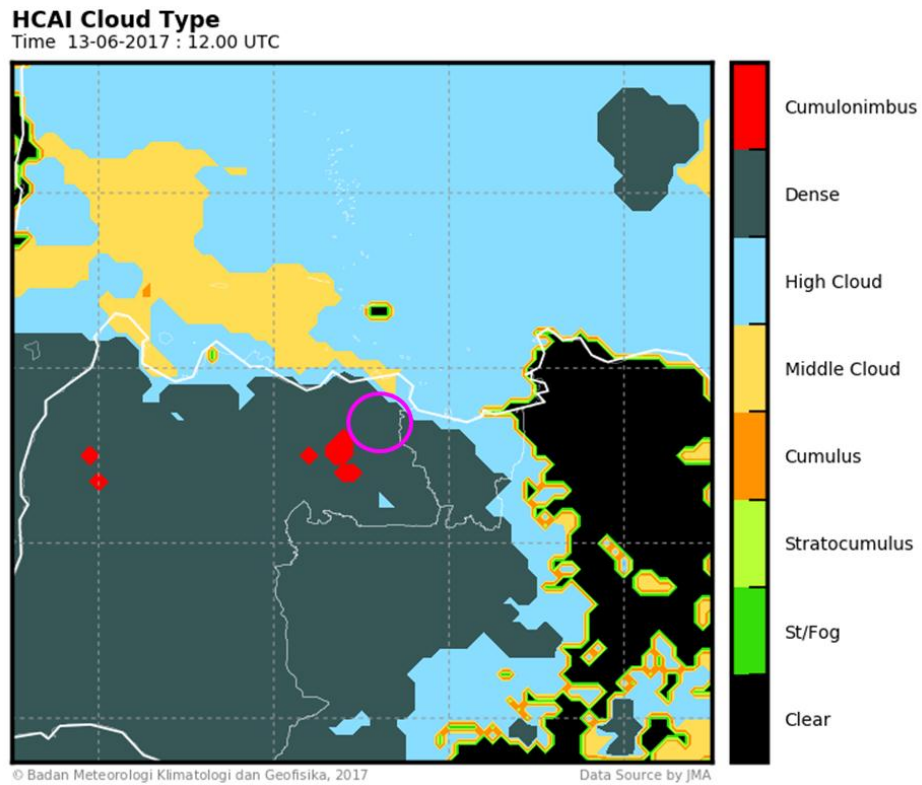 HCAI Cloud Type
Time 13-06-2017 : 12.00 UTC
Cumulonimbus
Dense
High Cloud
Middle Cloud
Cumulus
Stratocumulus
St/Fog
Clear
© Badan Meteorologi Klimatologi dan Geofisika, 2017
Data Source by JMA